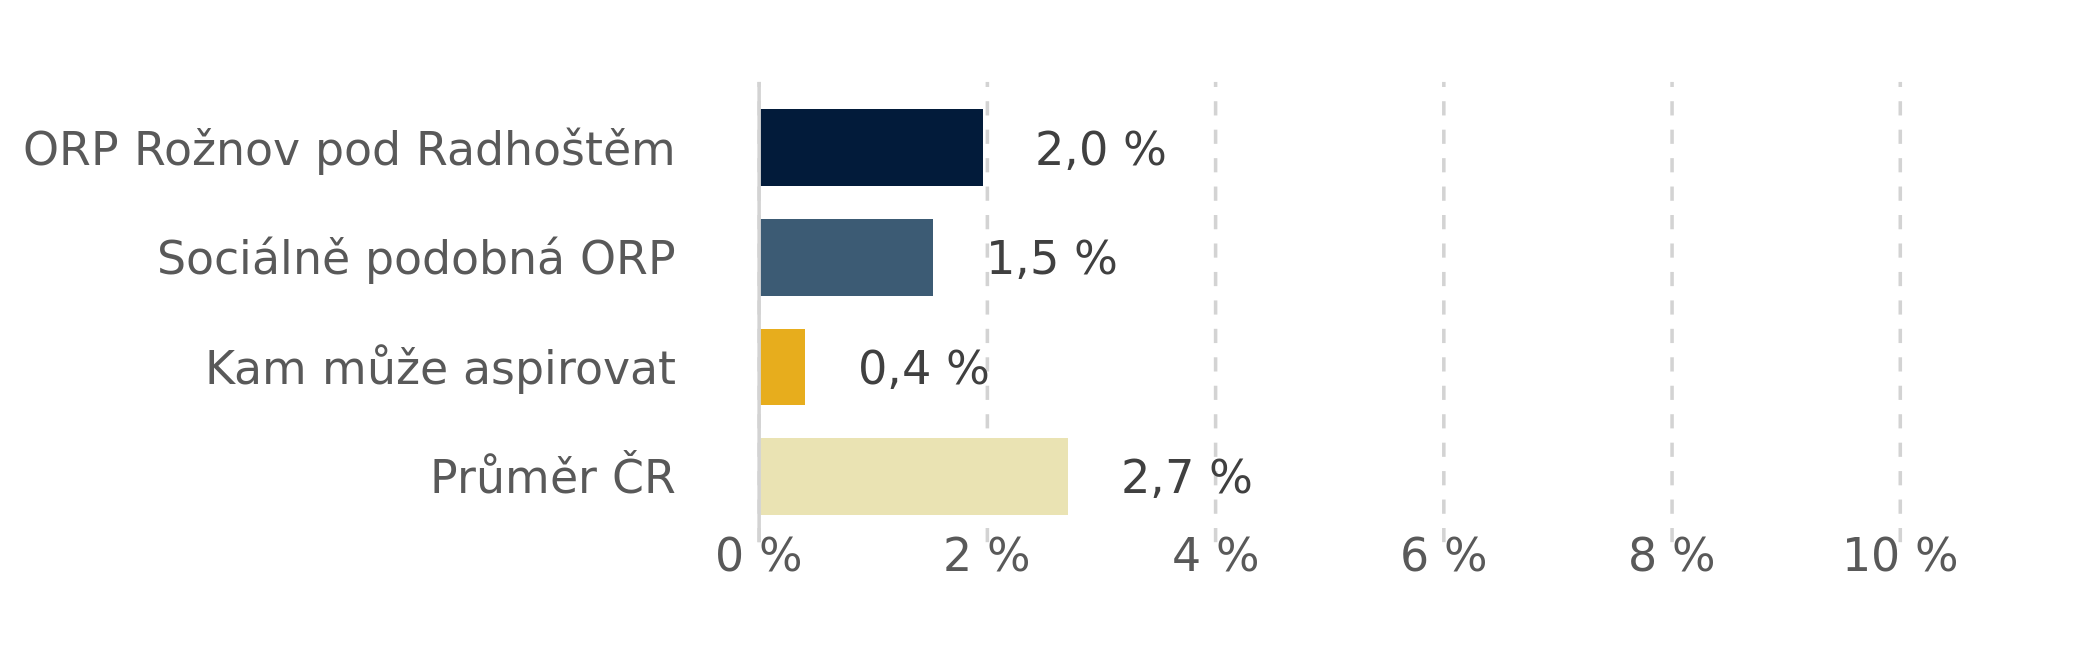 ORP Rožnov pod Radhoštěm 2,0 %
Sociálně podobná ORP 1,5 %
Kam může aspirovat 0,4 %
Průměr ČR 2,7 %
0 % 2 % 4 % 6 % 8 % 10 %